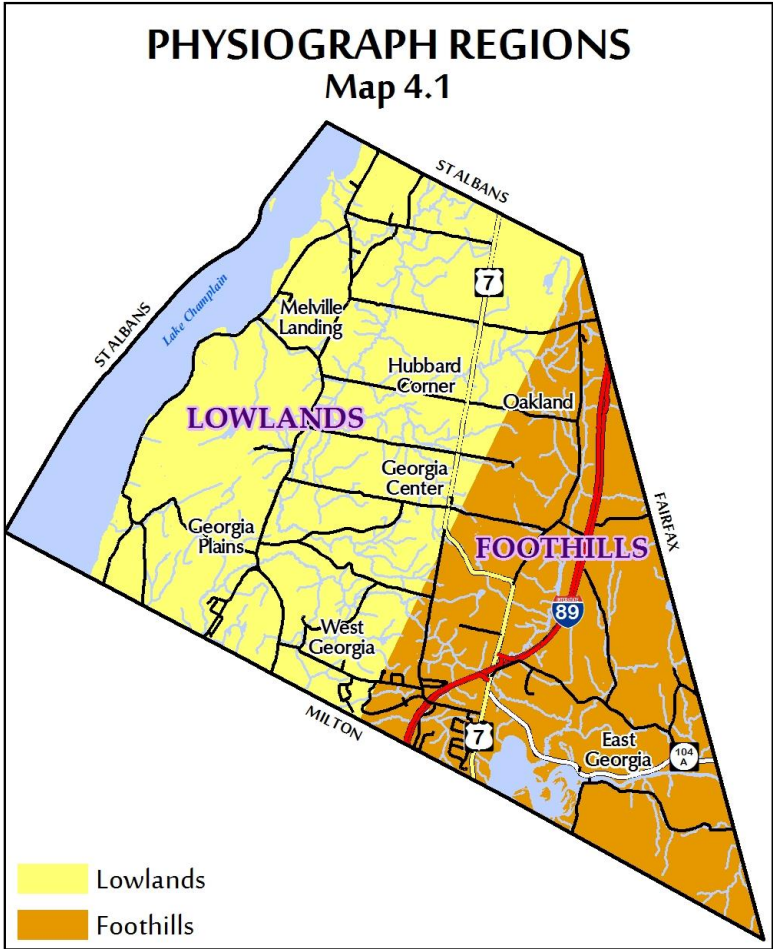 PHYSIOGRAPH REGIONS
Map 4.1
ST ALBANS
7
ST ALBANS
Lake Champlain
Melville
Landing
Hubbard
Corner
Oakland
LOWLANDS
Georgia
Center
Georgia
Plains
FAIRFAX
FOOTHILLS
89
West
Georgia
MILTON
7
East
Georgia
104
A
Lowlands
Foothills